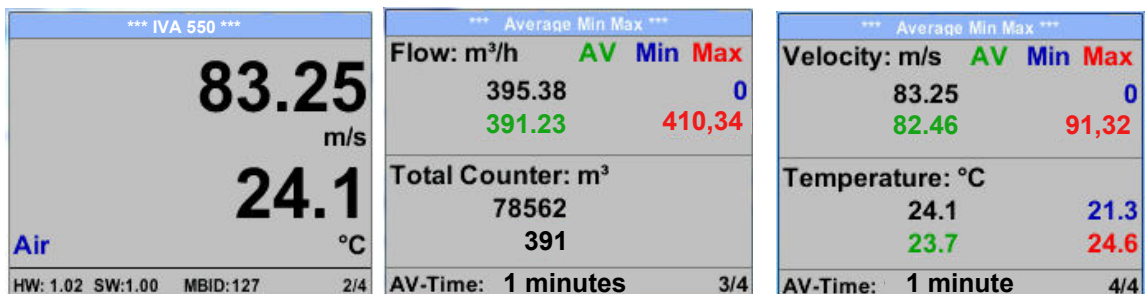 *** IVA 550 ***
83.25
m/s
24.1
Air °C
HW: 1.02 SW:1.00 MBID:127 2/4
*** Average Min Max ***
Flow: m³/h AV Min Max
395.38 0
391.23 410,34
Total Counter: m³
78562
391
AV-Time: 1 minutes 3/4
*** Average Min Max ***
Velocity: m/s AV Min Max
83.25 0
82.46 91,32
Temperature: °C
24.1 21.3
23.7 24.6
AV-Time: 1 minute 4/4